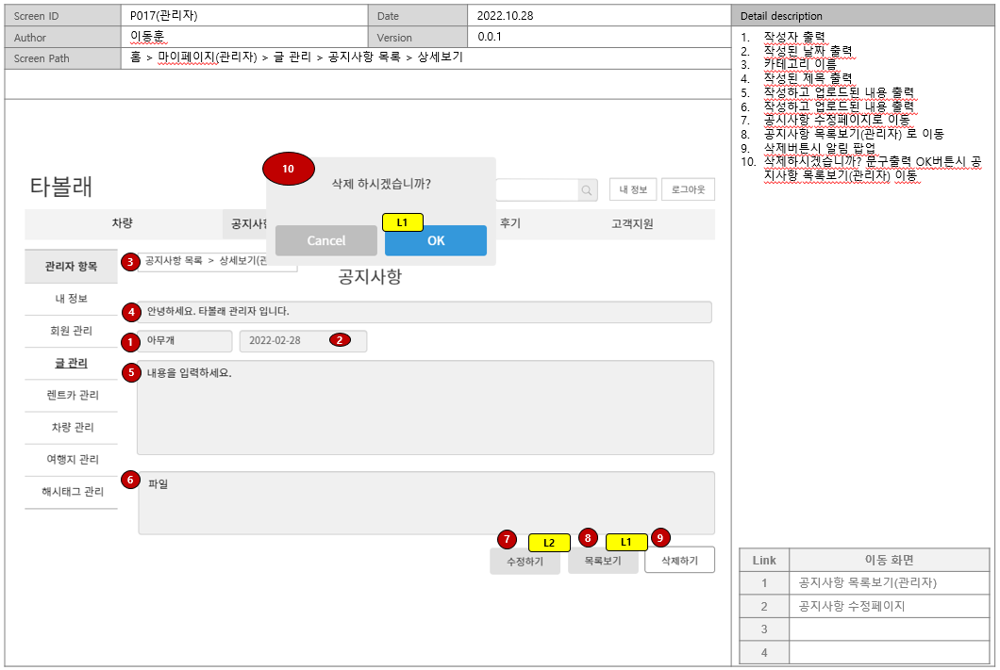 Screen ID P017(관리자) Date 2022.10.28
Author 이동훈 Version 0.0.1
Screen Path 홈 > 마이페이지(관리자) > 글 관리 > 공지사항 목록 > 상세보기
Detail description
1. 작성자 출력
2. 작성된 날짜 출력
3. 카테고리 이름
4. 작성된 제목 출력
5. 작성하고 업로드된 내용 출력
6. 작성하고 업로드된 내용 출력
7. 공시사항 수정페이지로 이동
8. 공지사항 목록보기(관리자) 로 이동
9. 삭제버튼시 알림 팝업
10. 삭제하시겠습니까? 문구출력 OK버튼시 공
지사항 목록보기(관리자) 이동
타볼래
10
삭제 하시겠습니까?
L1
Cancel OK
내 정보 로그아웃
차량 공지사항 후기 고객지원
관리자 항목
내 정보
회원 관리
글 관리
렌트카 관리
차량 관리
여행지 관리
해시태그 관리
3 공지사항 목록 > 상세보기(관
공지사항
4 안녕하세요. 타볼래 관리자 입니다.
1 아무개 2022-02-28 2
5 내용을 입력하세요.
6 파일
7 L2 8 L1 9
수정하기 목록보기 삭제하기
Link 이동 화면
1 공지사항 목록보기(관리자)
2 공지사항 수정페이지
3
4